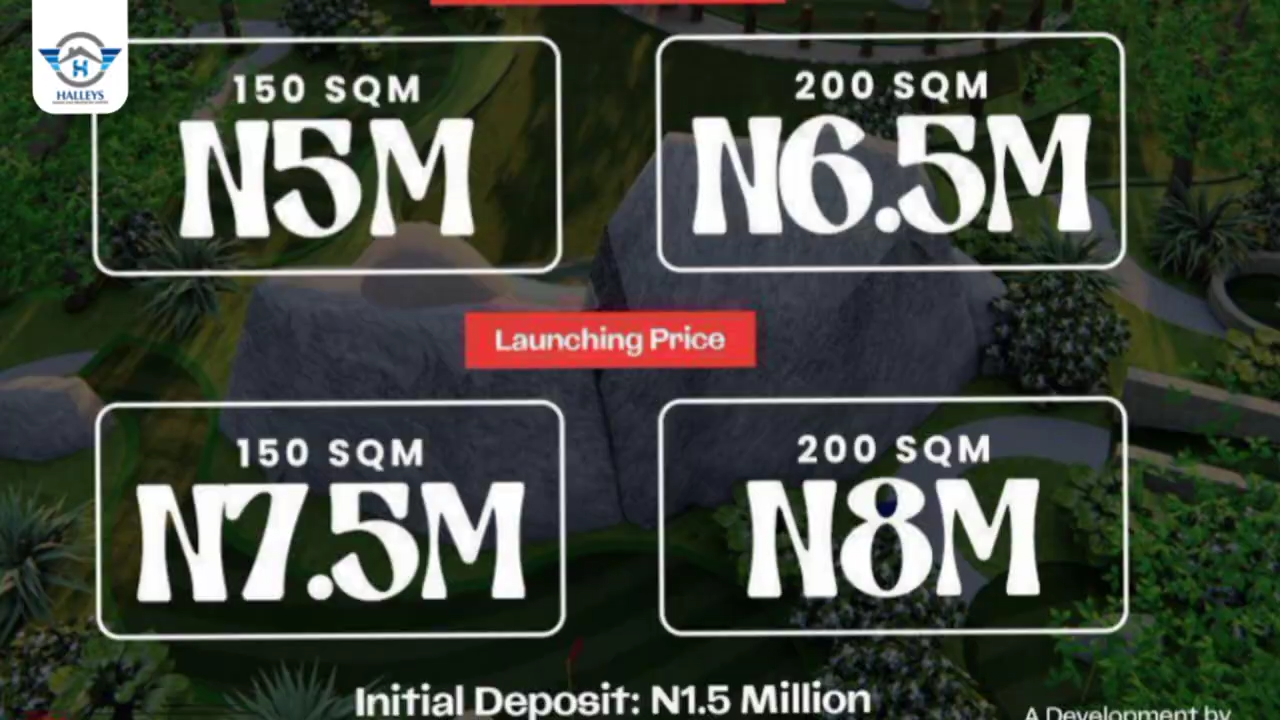 HALLEYS
150 SQM
N5M
200 SQM
N6.5M
Launching Price
150 SQM
N7.5M
200 SQM
N8M
Initial Deposit: N1.5 Million
A Development by